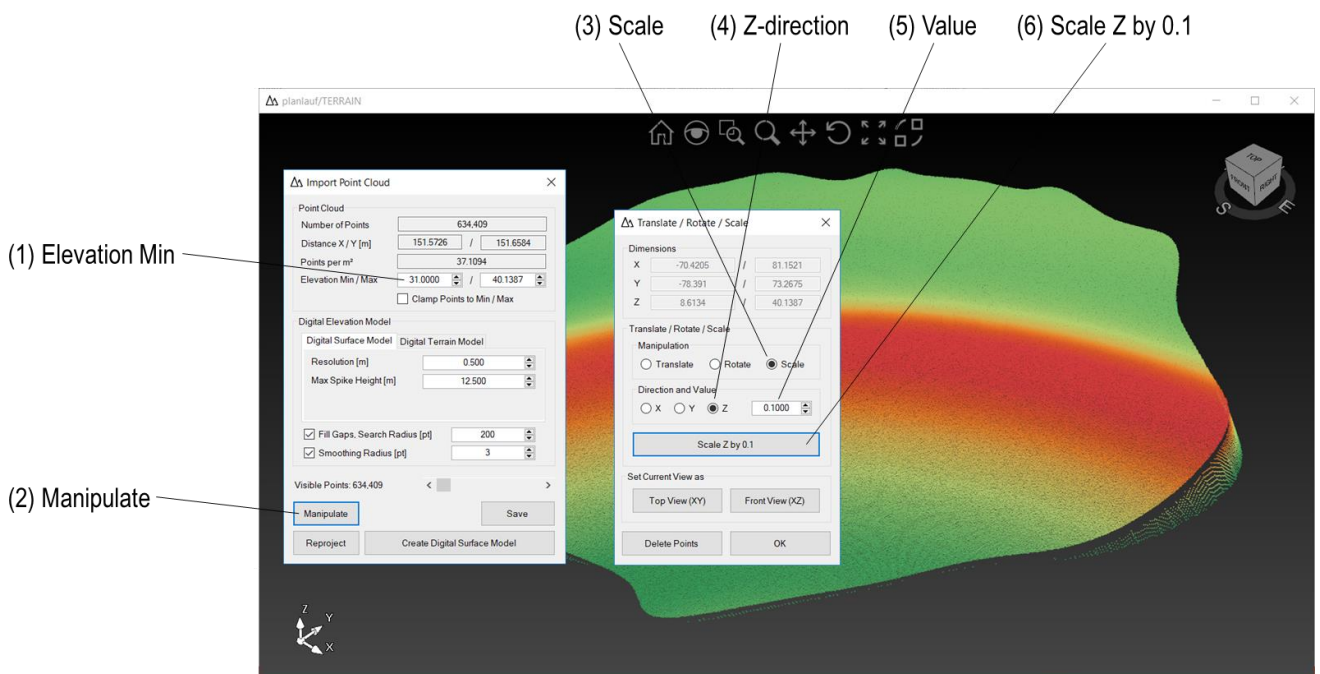 (3) Scale (4) Z-direction (5) Value (6) Scale Z by 0.1
(1) Elevation Min
(2) Manipulate
planlauf/TERRAIN
TOP
FRONT RIGHT
S E
Import Point Cloud
Point Cloud
Number of Points 634,409
Distance X / Y [m] 151.5726 / 151.6584
Points per m² 37.1094
Elevation Min / Max 31.0000 / 40.1387
Clamp Points to Min / Max
Digital Elevation Model
Digital Surface Model Digital Terrain Model
Resolution [m] 0.500
Max Spike Height [m] 12.500
Fill Gaps, Search Radius [pt] 200
Smoothing Radius [pt] 3
Visible Points: 634,409 < >
Manipulate Save
Reproject Create Digital Surface Model
Translate / Rotate / Scale
Dimensions
X -70.4205 / 81.1521
Y -78.391 / 73.2675
Z 8.6134 / 40.1387
Translate / Rotate / Scale
Manipulation
Translate Rotate Scale
Direction and Value
X Y Z 0.1000
Scale Z by 0.1
Set Current View as
Top View (XY) Front View (XZ)
Delete Points OK
Z
Y
X